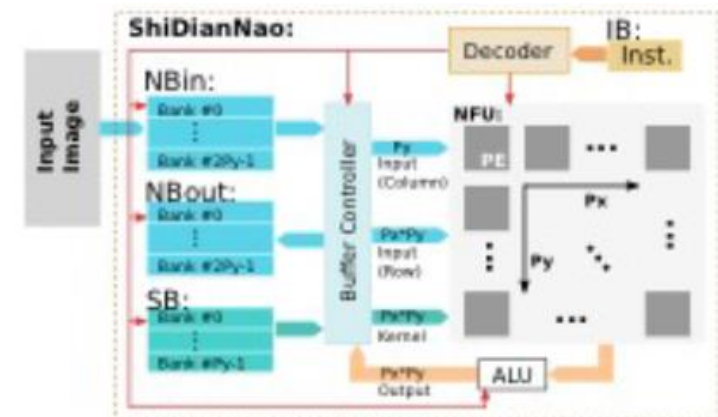 ShiDianNao:
IB:
Decoder
Inst.
Input
Image
NBin:
Bank #0
Bank #2Py-1
NBout:
Bank #0
Bank #2Py-1
SB:
Bank #0
Bank #Py-1
Buffer Controller
Py
Input
(Column)
Px*Py
Input
(Row)
Px*Py
Kernel
Px*Py
Output
NFU:
PE
Px
Py
ALU